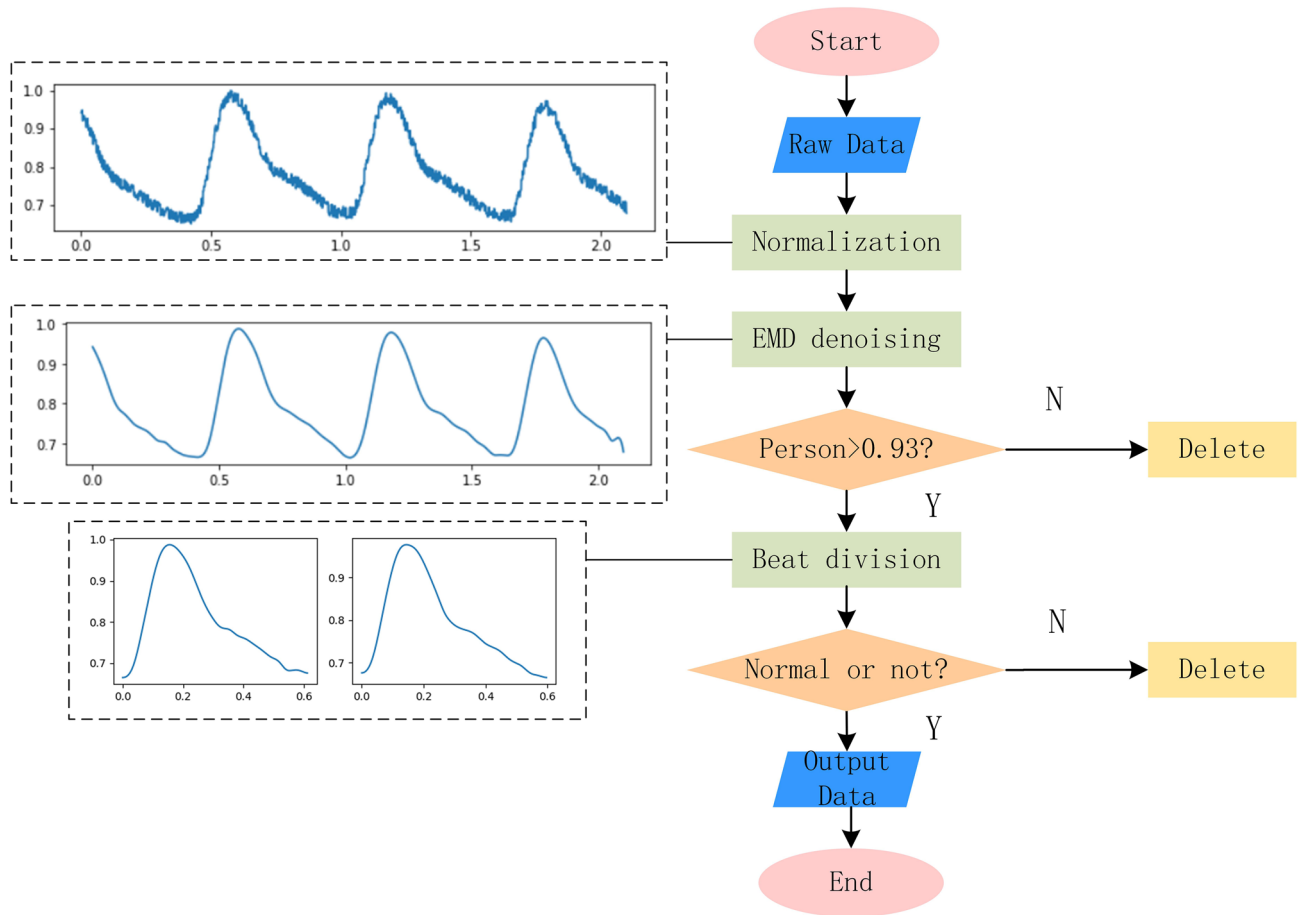 Start
Raw Data
1.0
0.9
0.8
0.7
0.0
0.5
1.0
1.5
2.0
Normalization
1.0
0.9
0.8
0.7
0.0
0.5
1.0
1.5
2.0
EMD denoising
N
Person>0.93?
Delete
Y
1.0
0.9
0.8
0.7
0.0
0.2
0.4
0.6
0.9
0.8
0.7
0.0
0.2
0.4
0.6
Beat division
N
Normal or not?
Delete
Y
Output
Data
End